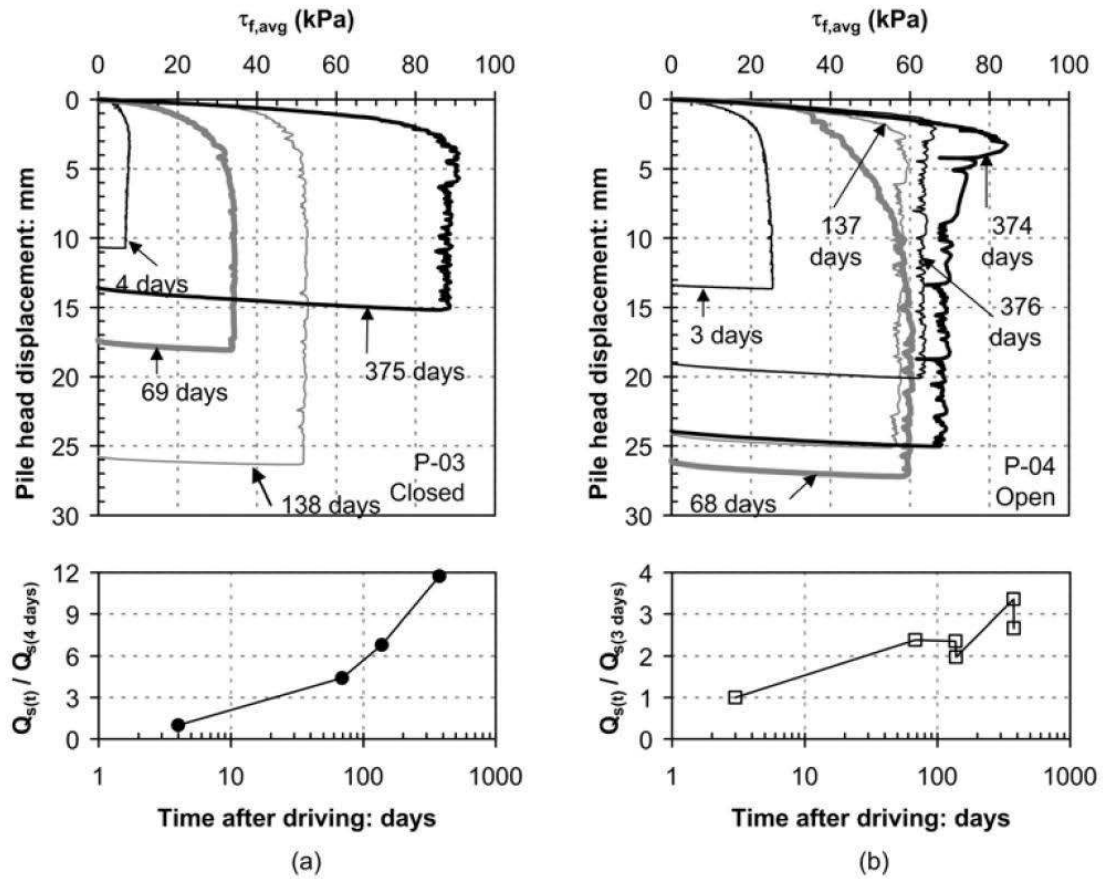 τf,avg (kPa)
0 20 40 60 80 100
0
5
10
15
20
25
30
Pile head displacement: mm
4 days
69 days
375 days
138 days
P-03
Closed
12
9
6
3
0
Qs(t) / Qs(4 days)
1 10 100 1000
Time after driving: days
(a)
τf,avg (kPa)
0 20 40 60 80 100
0
5
10
15
20
25
30
Pile head displacement: mm
137
days
374
days
3 days
376
days
68 days
P-04
Open
4
3
2
1
0
Qs(t) / Qs(3 days)
1 10 100 1000
Time after driving: days
(b)